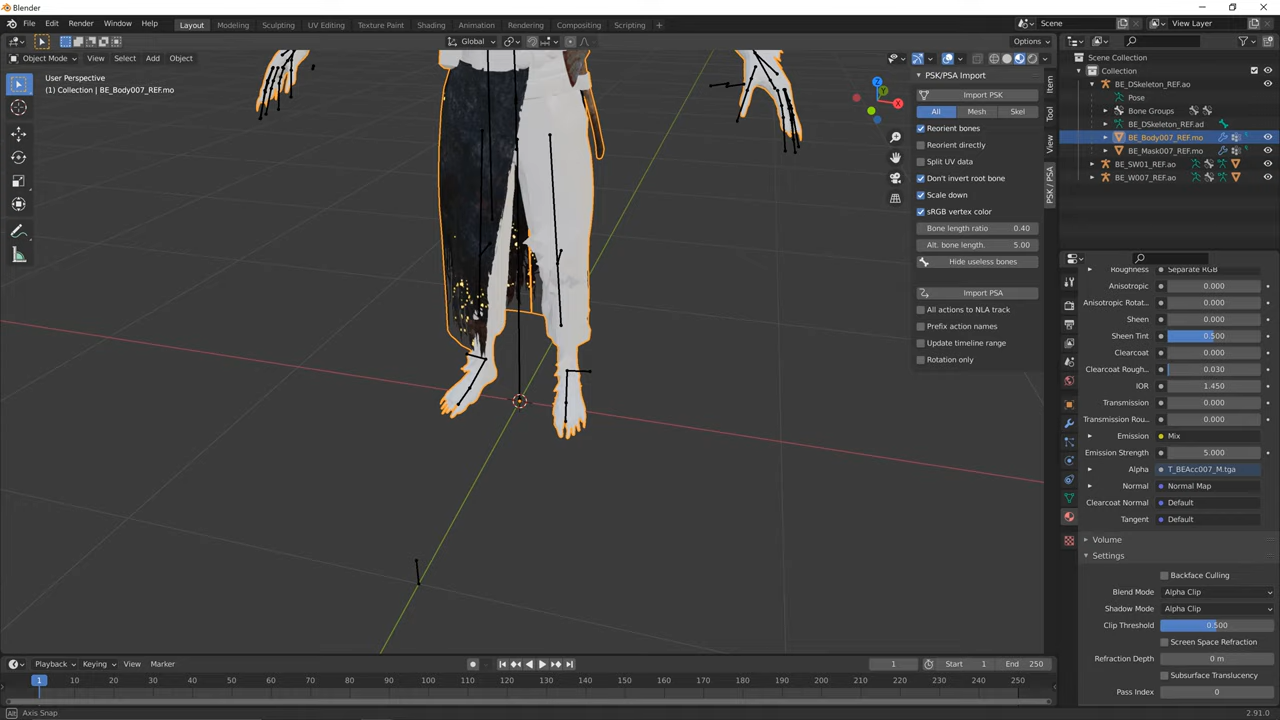 Blender
File Edit Render Window Help Layout Modeling Sculpting UV Editing Texture Paint Shading Animation Rendering Compositing Scripting + Scene View Layer
Global Options
Object Mode View Select Add Object
User Perspective
(1) Collection | BE_Body007_REF.mo
Z
Y
X
PSK/PSA Import
Import PSK
All Mesh Skel
Reorient bones
Reorient directly
Split UV data
Don't invert root bone
Scale down
sRGB vertex color
Bone length ratio 0.40
Alt. bone length. 5.00
Hide useless bones
Import PSA
All actions to NLA track
Prefix action names
Update timeline range
Rotation only
Item
Tool
View
PSK / PSA
Scene Collection
Collection
BE_DSkeleton_REF.ao
Pose
Bone Groups
BE_DSkeleton_REF.ad
BE_Body007_REF.mo
BE_Mask007_REF.mo
BE_SW01_REF.ao
BE_W007_REF.ao
Roughness Separate RGB
Anisotropic 0.000
Anisotropic Rotat... 0.000
Sheen 0.000
Sheen Tint 0.500
Clearcoat 0.000
Clearcoat Rough... 0.030
IOR 1.450
Transmission 0.000
Transmission Rou... 0.000
Emission Mix
Emission Strength 5.000
Alpha T_BEAcc007_M.tga
Normal Normal Map
Clearcoat Normal Default
Tangent Default
Volume
Settings
Backface Culling
Blend Mode Alpha Clip
Shadow Mode Alpha Clip
Clip Threshold 0.500
Screen Space Refraction
Refraction Depth 0 m
Subsurface Translucency
Pass Index 0
Playback Keying View Marker 1 Start 1 End 250
1 10 20 30 40 50 60 70 80 90 100 110 120 130 140 150 160 170 180 190 200 210 220 230 240 250
Axis Snap 2.91.0